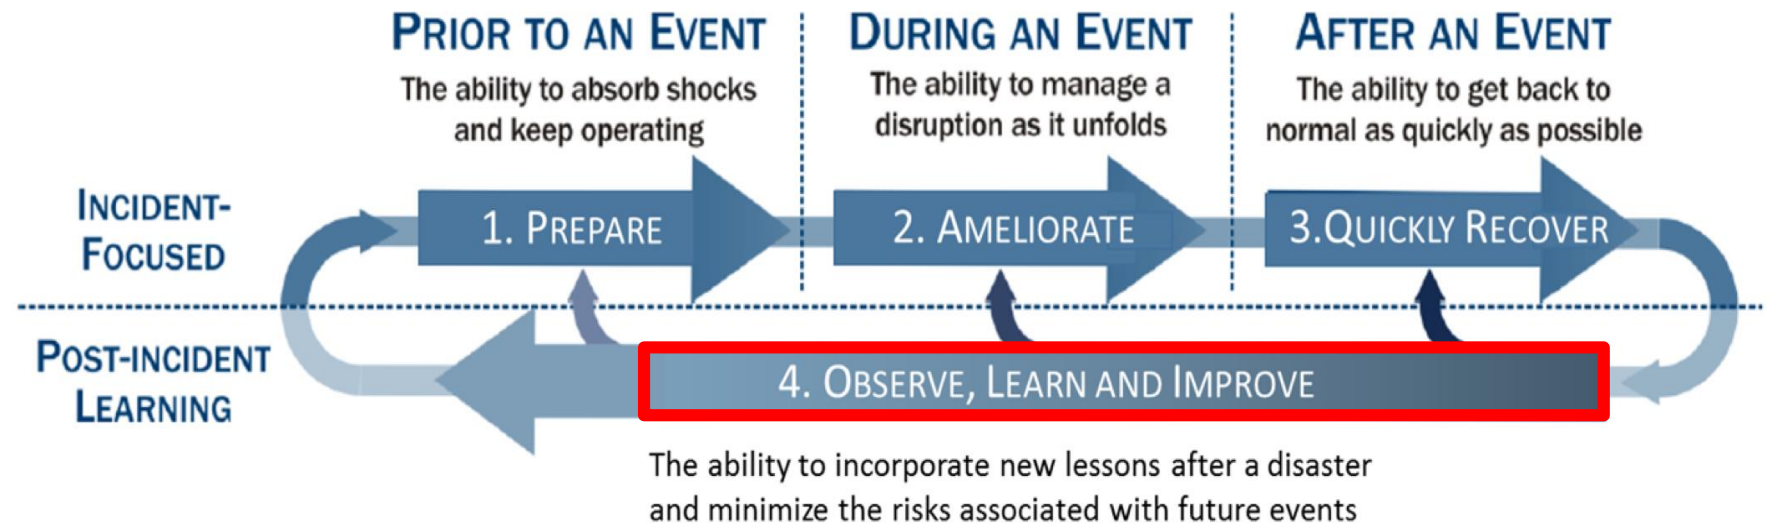 PRIOR TO AN EVENT
The ability to absorb shocks
and keep operating
DURING AN EVENT
The ability to manage a
disruption as it unfolds
AFTER AN EVENT
The ability to get back to
normal as quickly as possible
INCIDENT-
FOCUSED
1. PREPARE
2. AMELIORATE
3.QUICKLY RECOVER
POST-INCIDENT
LEARNING
4. OBSERVE, LEARN AND IMPROVE
The ability to incorporate new lessons after a disaster
and minimize the risks associated with future events